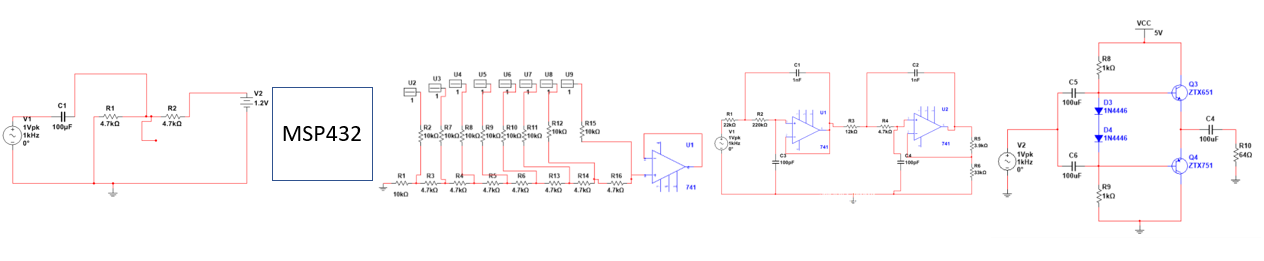 V1
1Vpk
1kHz
0°
C1
100µF
R1
4.7kΩ
R2
4.7kΩ
V2
1.2V
MSP432
U2
1
U3
1
U4
1
U5
1
U6
1
U7
1
U8
1
U9
1
R2
10kΩ
R7
10kΩ
R8
10kΩ
R9
10kΩ
R10
10kΩ
R11
10kΩ
R12
10kΩ
R15
10kΩ
R1
10kΩ
R3
4.7kΩ
R4
4.7kΩ
R5
4.7kΩ
R6
4.7kΩ
R13
4.7kΩ
R14
4.7kΩ
R16
4.7kΩ
U1
741
V1
1Vpk
1kHz
0°
R1
22kΩ
R2
220kΩ
C1
1nF
100pF
U1
741
R3
12kΩ
R4
4.7kΩ
C2
1nF
C4
100pF
U2
741
R5
3.9kΩ
R6
33kΩ
V2
1Vpk
1kHz
0°
C5
100uF
C6
100uF
VCC
5V
R8
1kΩ
D3
1N4446
D4
1N4446
R9
1kΩ
Q3
ZTX651
Q4
ZTX751
C4
100uF
R10
64Ω